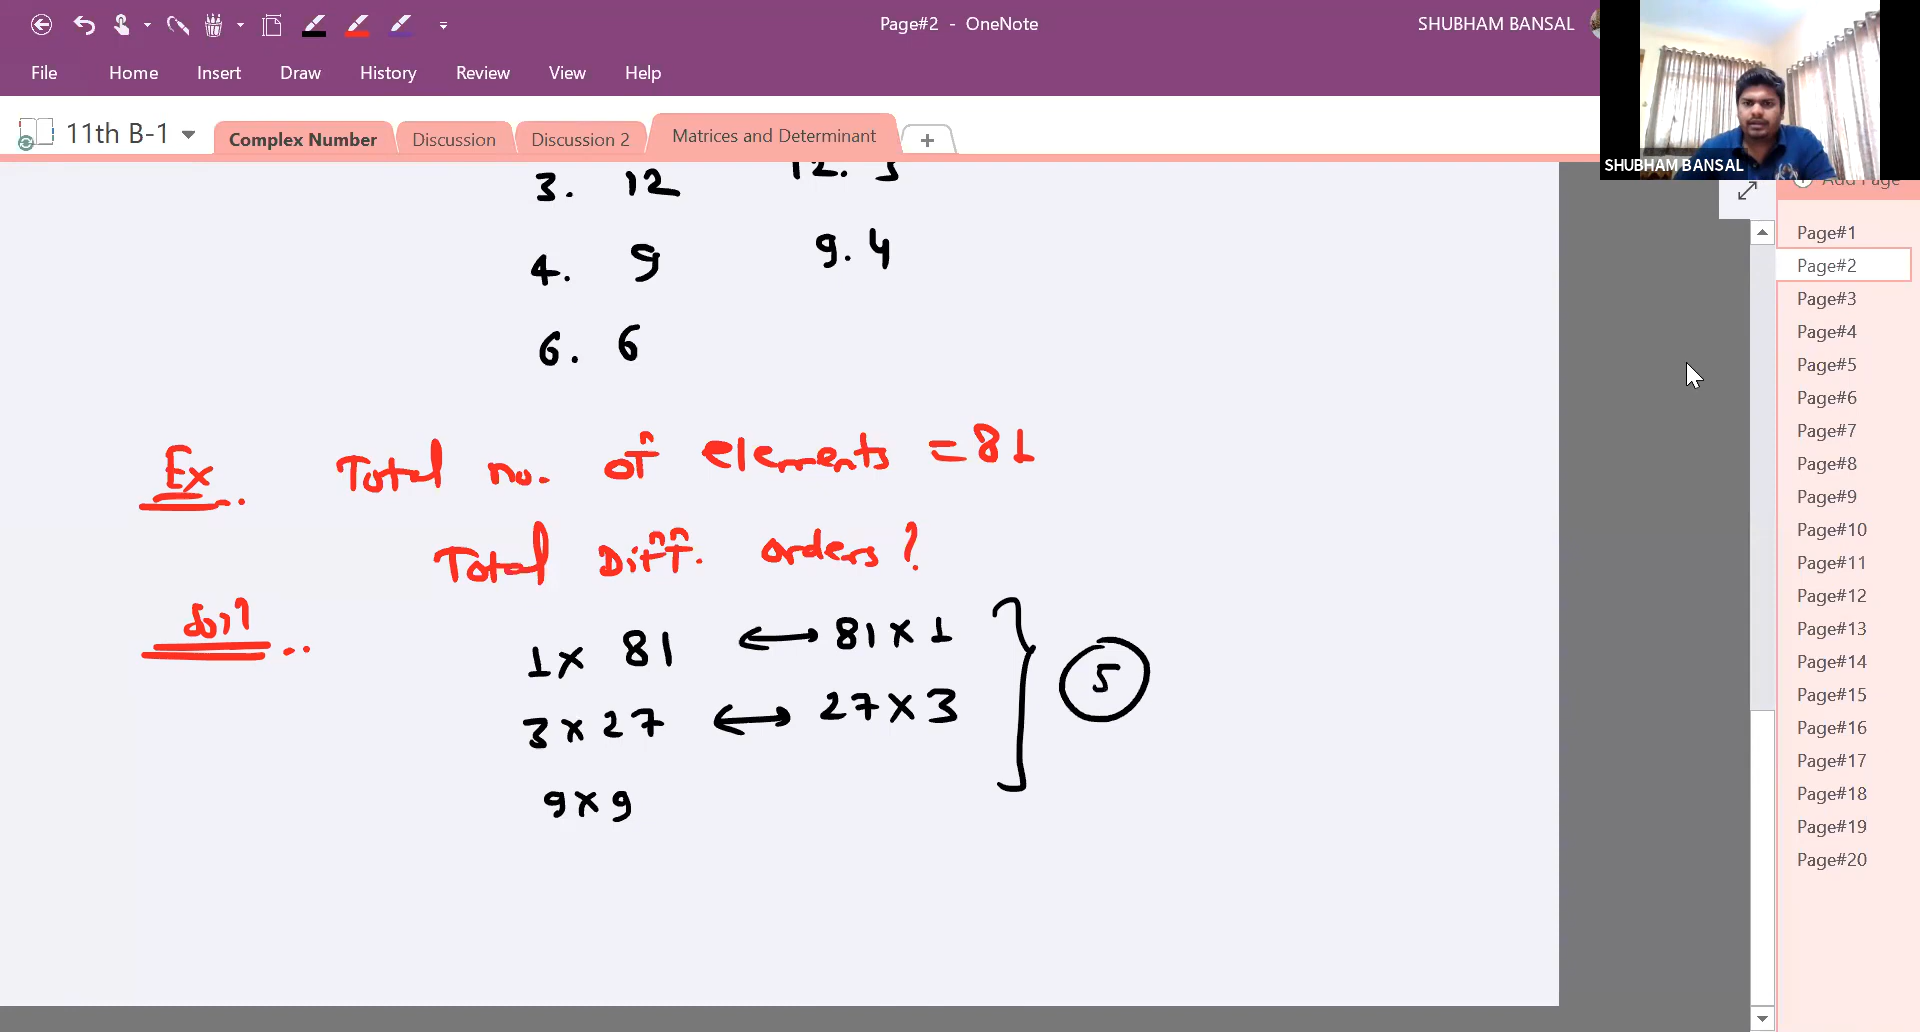 Page#2 - OneNote
SHUBHAM BANSAL
File Home Insert Draw History Review View Help
SHUBHAM BANSAL
11th B-1
Complex Number
Discussion
Discussion 2
Matrices and Determinant
+
Add Page
Page#1
Page#2
Page#3
Page#4
Page#5
Page#6
Page#7
Page#8
Page#9
Page#10
Page#11
Page#12
Page#13
Page#14
Page#15
Page#16
Page#17
Page#18
Page#19
Page#20
3. 12 12. 3
4. 9 9. 4
6. 6
Ex. Total no. of elements = 81
Total Diff. orders?
Sol^n
1 x 81 ↔ 81 x 1
3 x 27 ↔ 27 x 3
9 x 9
5